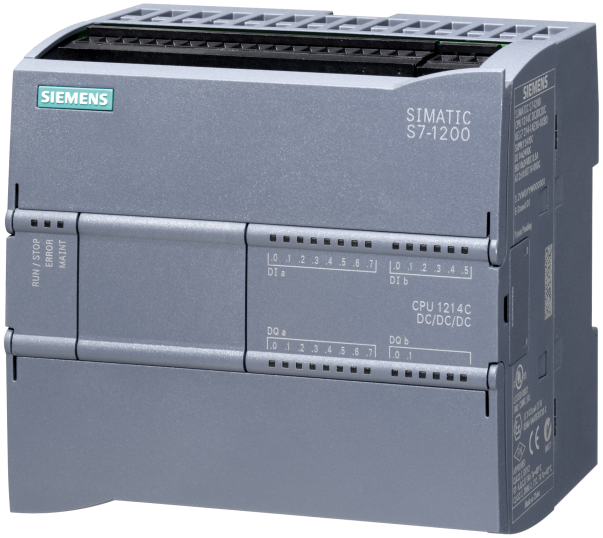 SIEMENS
SIMATIC
S7-1200
RUN / STOP
ERROR
MAINT
.0 .1 .2 .3 .4 .5 .6 .7
DI a
.0 .1 .2 .3 .4 .5
DI b
CPU 1214C
DC/DC/DC
DQ a
.0 .1 .2 .3 .4 .5 .6 .7
DQ b
.0 .1